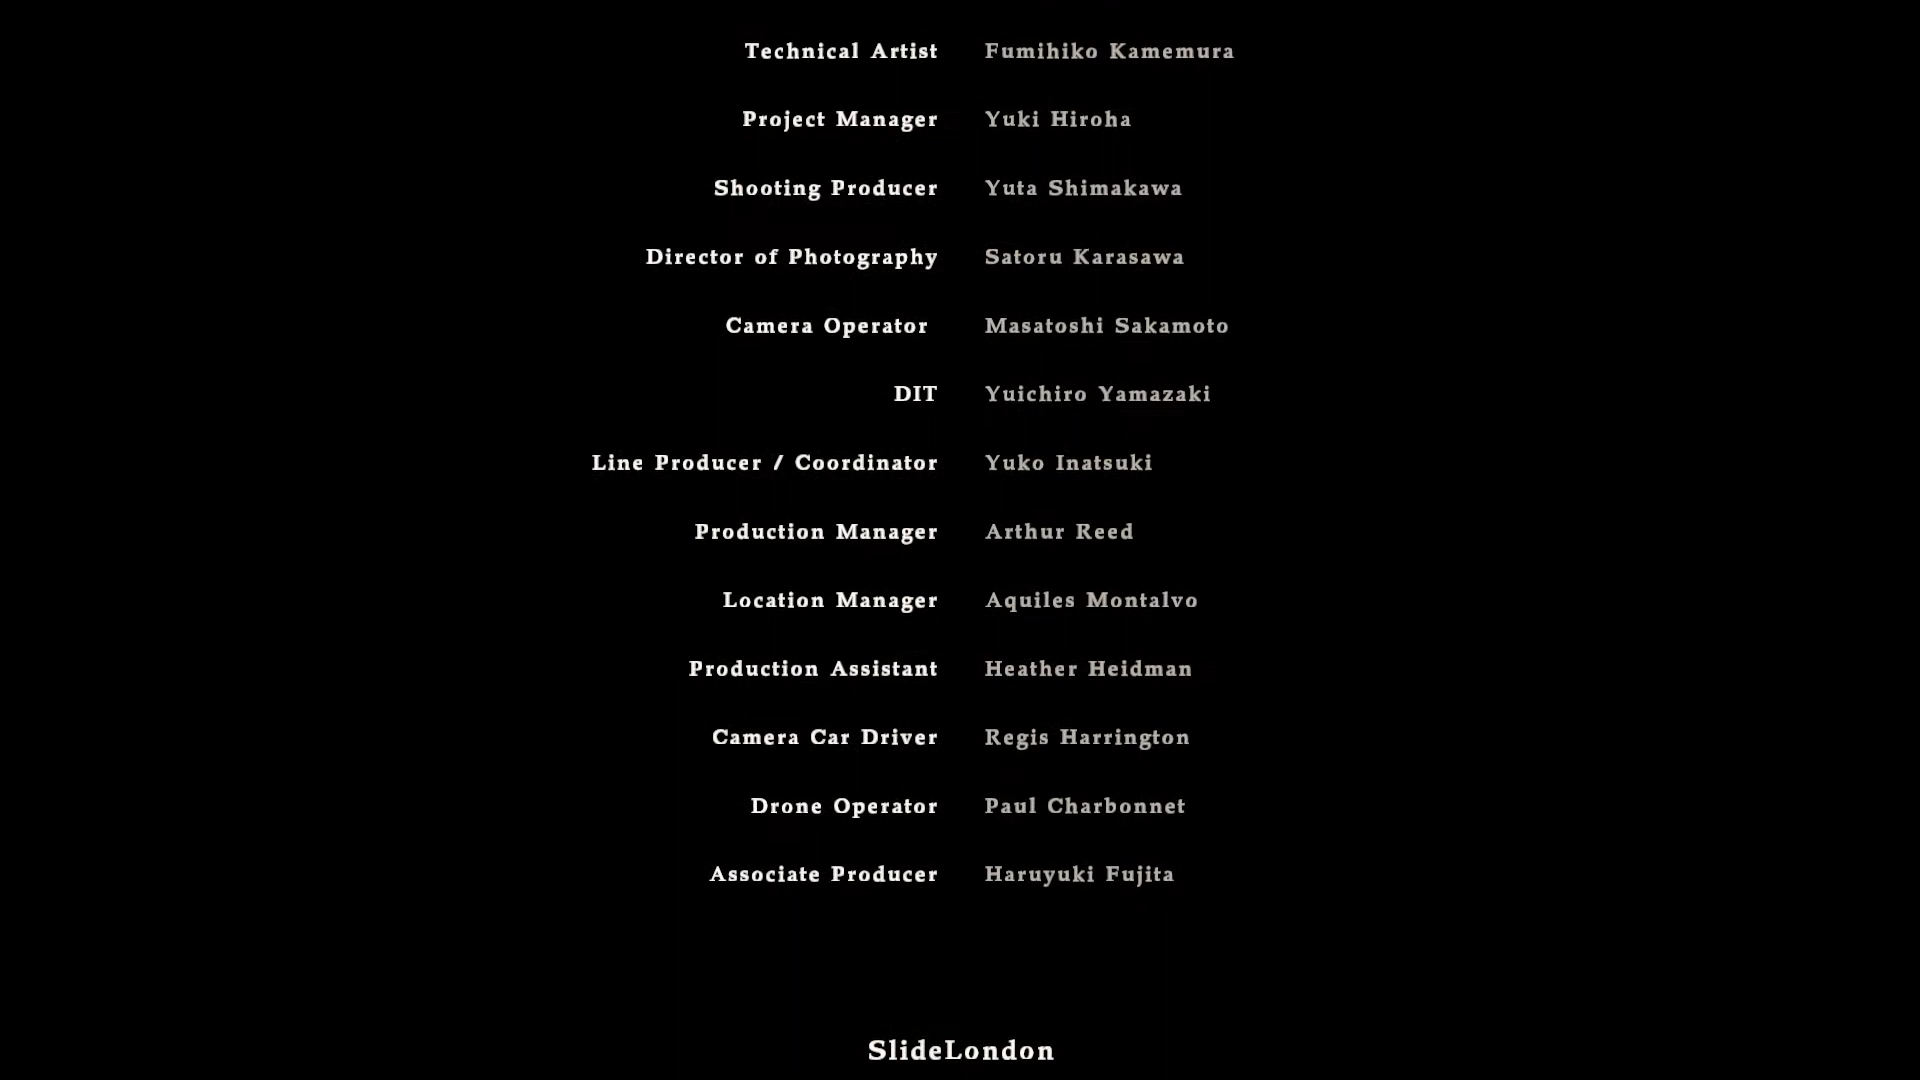 Technical Artist Fumihiko Kamemura
Project Manager Yuki Hiroha
Shooting Producer Yuta Shimakawa
Director of Photography Satoru Karasawa
Camera Operator Masatoshi Sakamoto
DIT Yuichiro Yamazaki
Line Producer / Coordinator Yuko Inatsuki
Production Manager Arthur Reed
Location Manager Aquiles Montalvo
Production Assistant Heather Heidman
Camera Car Driver Regis Harrington
Drone Operator Paul Charbonnet
Associate Producer Haruyuki Fujita
SlideLondon